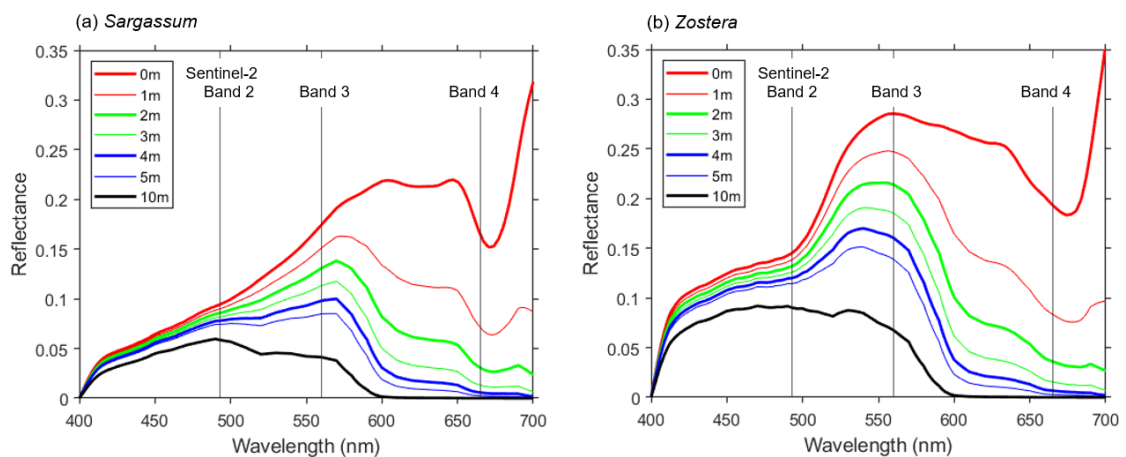 (a) Sargassum
0.35
0.3
0.25
0.2
0.15
0.1
0.05
0
Reflectance
0m
1m
2m
3m
4m
5m
10m
Sentinel-2
Band 2
Band 3
Band 4
400
450
500
550
600
650
700
Wavelength (nm)
(b) Zostera
0.35
0.3
0.25
0.2
0.15
0.1
0.05
0
Reflectance
0m
1m
2m
3m
4m
5m
10m
Sentinel-2
Band 2
Band 3
Band 4
400
450
500
550
600
650
700
Wavelength (nm)